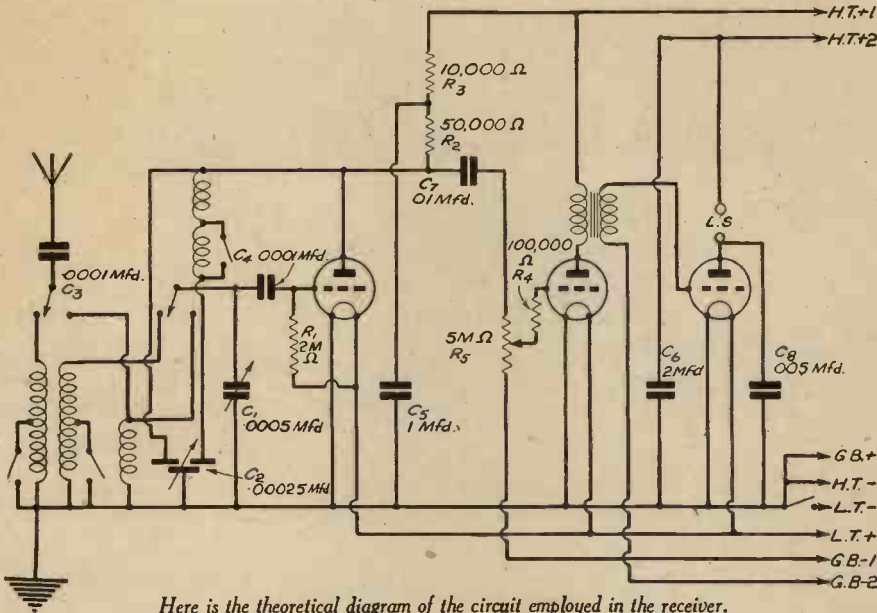 H.T.+1
H.T.+2
10,000 Ω
R3
50,000 Ω
R2
C7
.01 Mfd.
L.S
.0001 Mfd.
C3
C4 .0001 Mfd.
100,000
Ω
R4
R1
2M
Ω
5MΩ
R5
C6
2 Mfd
C8
.005 Mfd.
C1
.0005 Mfd
C5
1 Mfd.
C2
.00025 Mfd
G.B.+
H.T.-
L.T.-
L.T.+
G.B.-1
G.B.-2
Here is the theoretical diagram of the circuit employed in the receiver.